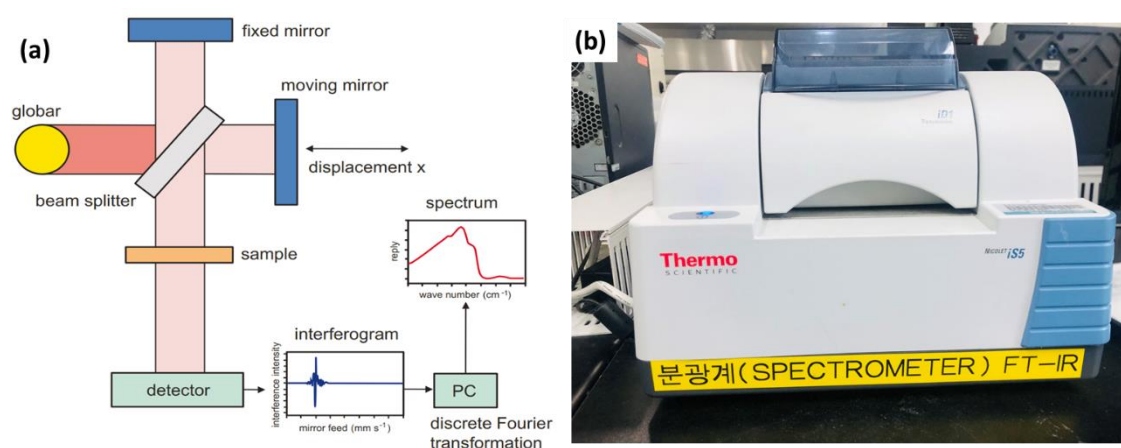 (a)
fixed mirror
moving mirror
globar
displacement x
beam splitter
spectrum
reply
wave number (cm⁻¹)
sample
interferogram
interference intensity
mirror feed (mm s⁻¹)
detector
PC
discrete Fourier
transformation
(b)
iD1
Thermo
SCIENTIFIC
NICOLET iS5
분광계(SPECTROMETER) FT-IR